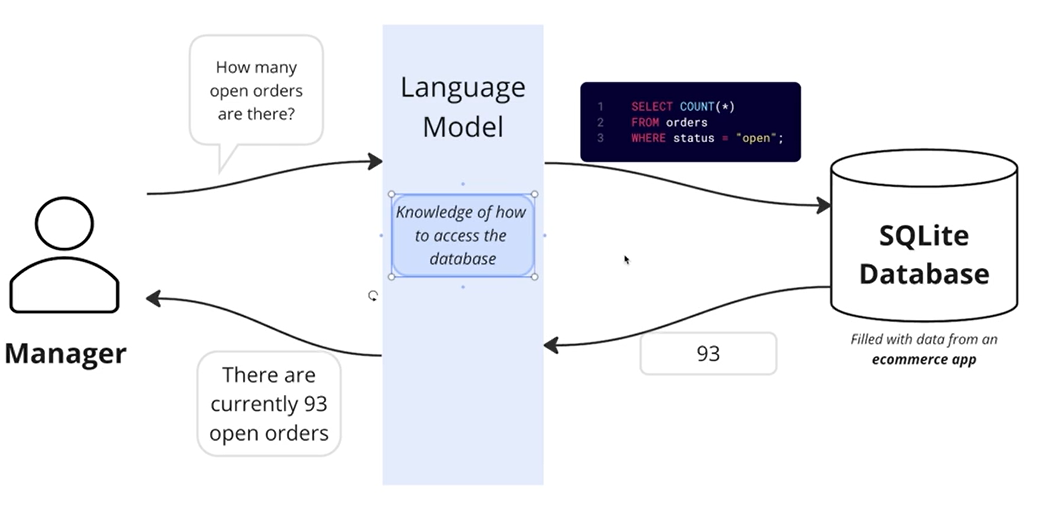 How many
open orders
are there?
Language
Model
1 SELECT COUNT(*)
2 FROM orders
3 WHERE status = "open";
Knowledge of how
to access the
database
SQLite
Database
Manager
There are
currently 93
open orders
93
Filled with data from an
ecommerce app